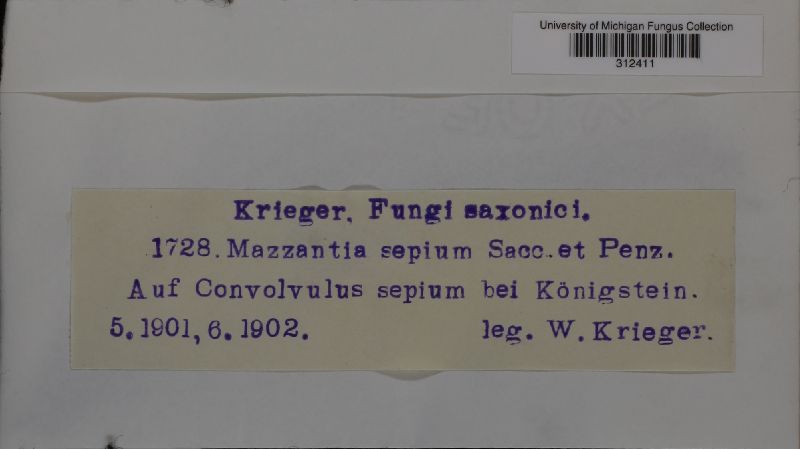 University of Michigan Fungus Collection
312411
Krieger, Fungi saxonici.
1728. Mazzantia sepium Sacc. et Penz.
Auf Convolvulus sepium bei Königstein.
5. 1901, 6. 1902. leg. W. Krieger.